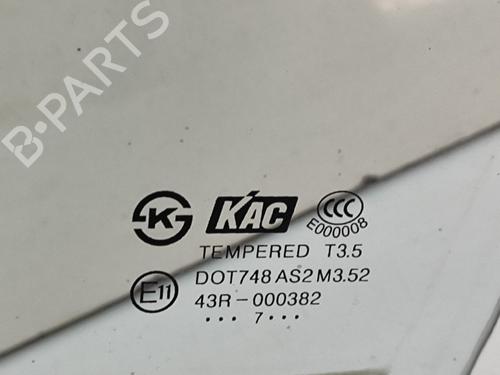 B-PARTS
K KAC CCC
E000008
TEMPERED T3.5
DOT748 AS2 M3.52
E11 43R-000382
••• 7•••